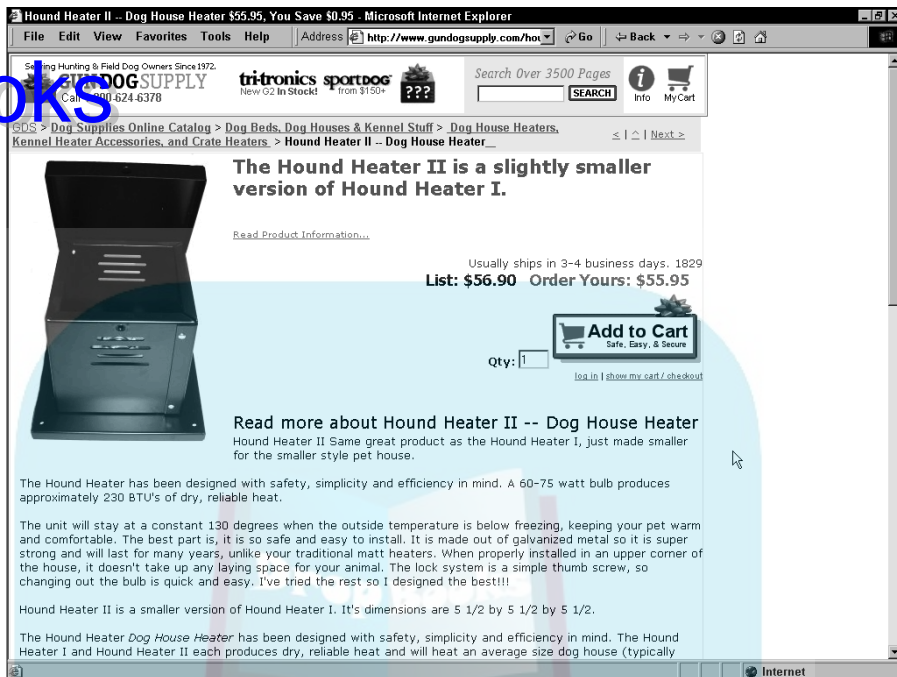 Hound Heater II -- Dog House Heater $55.95, You Save $0.95 - Microsoft Internet Explorer
File Edit View Favorites Tools Help Address http://www.gundogsupply.com/hou Go Back
Hunting & Field Dog Owners Since 1972.
GUNDOGSUPPLY
Call 800-624-6378
oks
tri-tronics sportDOG
New G2 In Stock! from $150+
???
Search Over 3500 Pages
SEARCH
Info My Cart
GDS > Dog Supplies Online Catalog > Dog Beds, Dog Houses & Kennel Stuff > Dog House Heaters,
Kennel Heater Accessories, and Crate Heaters > Hound Heater II -- Dog House Heater
< | ^ | Next >
The Hound Heater II is a slightly smaller
version of Hound Heater I.
Read Product Information...
Usually ships in 3-4 business days. 1829
List: $56.90 Order Yours: $55.95
Add to Cart
Safe, Easy, & Secure
Qty: 1
log in | show my cart / checkout
Read more about Hound Heater II -- Dog House Heater
Hound Heater II Same great product as the Hound Heater I, just made smaller
for the smaller style pet house.
The Hound Heater has been designed with safety, simplicity and efficiency in mind. A 60-75 watt bulb produces
approximately 230 BTU's of dry, reliable heat.
The unit will stay at a constant 130 degrees when the outside temperature is below freezing, keeping your pet warm
and comfortable. The best part is, it is so safe and easy to install. It is made out of galvanized metal so it is super
strong and will last for many years, unlike your traditional matt heaters. When properly installed in an upper corner of
the house, it doesn't take up any laying space for your animal. The lock system is a simple thumb screw, so
changing out the bulb is quick and easy. I've tried the rest so I designed the best!!!
Hound Heater II is a smaller version of Hound Heater I. It's dimensions are 5 1/2 by 5 1/2 by 5 1/2.
The Hound Heater Dog House Heater has been designed with safety, simplicity and efficiency in mind. The Hound
Heater I and Hound Heater II each produces dry, reliable heat and will heat an average size dog house (typically
Internet